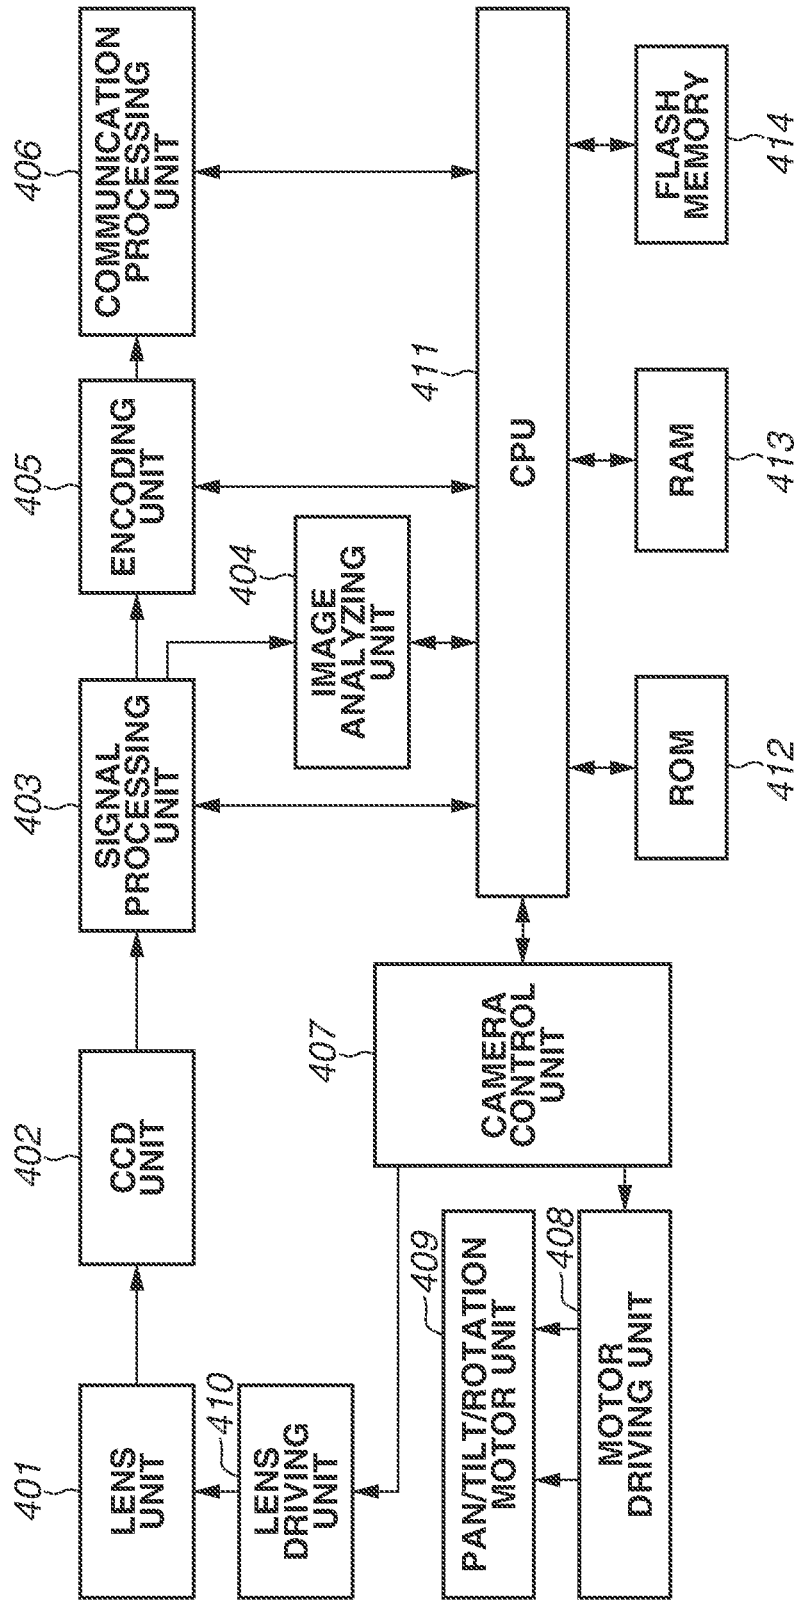 401
LENS
UNIT
402
CCD
UNIT
403
SIGNAL
PROCESSING
UNIT
405
ENCODING
UNIT
406
COMMUNICATION
PROCESSING
UNIT
410
LENS
DRIVING
UNIT
404
IMAGE
ANALYZING
UNIT
409
PAN/TILT/ROTATION
MOTOR UNIT
408
MOTOR
DRIVING UNIT
407
CAMERA
CONTROL
UNIT
411
CPU
ROM
412
RAM
413
FLASH
MEMORY
414